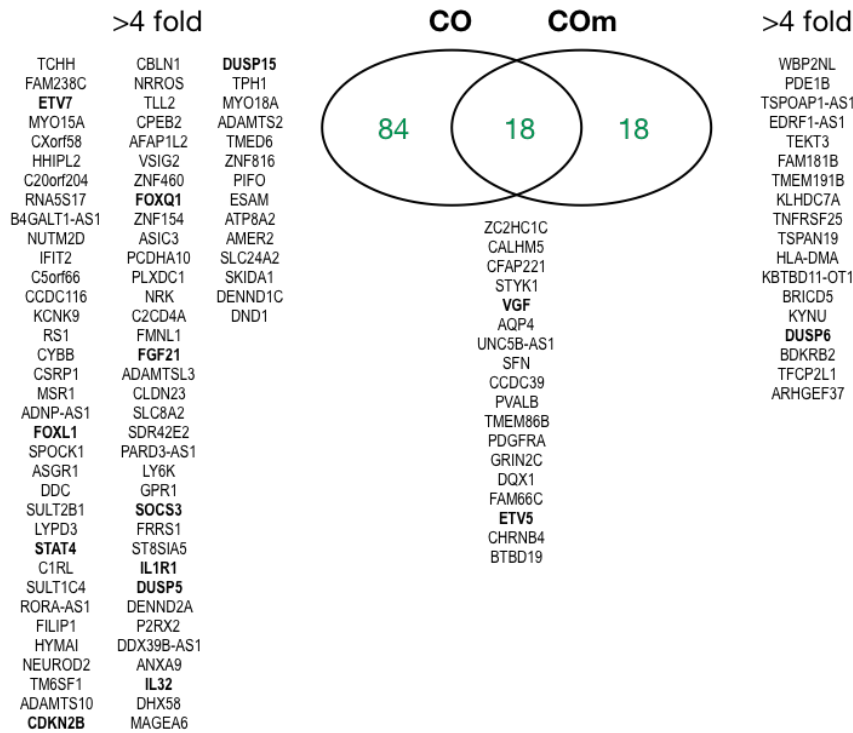 >4 fold
CO
COm
>4 fold
84
18
18
TCHH
FAM238C
ETV7
MYO15A
CXorf58
HHIPL2
C20orf204
RNA5S17
B4GALT1-AS1
NUTM2D
IFIT2
C5orf66
CCDC116
KCNK9
RS1
CYBB
CSRP1
MSR1
ADNP-AS1
FOXL1
SPOCK1
ASGR1
DDC
SULT2B1
LYPD3
STAT4
C1RL
SULT1C4
RORA-AS1
FILIP1
HYMAI
NEUROD2
TM6SF1
ADAMTS10
CDKN2B
CBLN1
NRROS
TLL2
CPEB2
AFAP1L2
VSIG2
ZNF460
FOXQ1
ZNF154
ASIC3
PCDHA10
PLXDC1
NRK
C2CD4A
FMNL1
FGF21
ADAMTSL3
CLDN23
SLC8A2
SDR42E2
PARD3-AS1
LY6K
GPR1
SOCS3
FRRS1
ST8SIA5
IL1R1
DUSP5
DENND2A
P2RX2
DDX39B-AS1
ANXA9
IL32
DHX58
MAGEA6
DUSP15
TPH1
MYO18A
ADAMTS2
TMED6
ZNF816
PIFO
ESAM
ATP8A2
AMER2
SLC24A2
SKIDA1
DENND1C
DND1
ZC2HC1C
CALHM5
CFAP221
STYK1
VGF
AQP4
UNC5B-AS1
SFN
CCDC39
PVALB
TMEM86B
PDGFRA
GRIN2C
DQX1
FAM66C
ETV5
CHRNB4
BTBD19
WBP2NL
PDE1B
TSPOAP1-AS1
EDRF1-AS1
TEKT3
FAM181B
TMEM191B
KLHDC7A
TNFRSF25
TSPAN19
HLA-DMA
KBTBD11-OT1
BRICD5
KYNU
DUSP6
BDKRB2
TFCP2L1
ARHGEF37